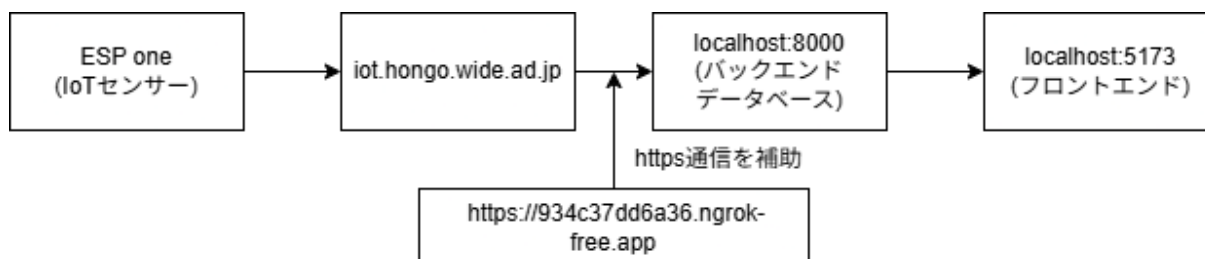 ESP one
(IoTセンサー)
iot.hongo.wide.ad.jp
localhost:8000
(バックエンド
データベース)
localhost:5173
(フロントエンド)
https通信を補助
https://934c37dd6a36.ngrok-
free.app